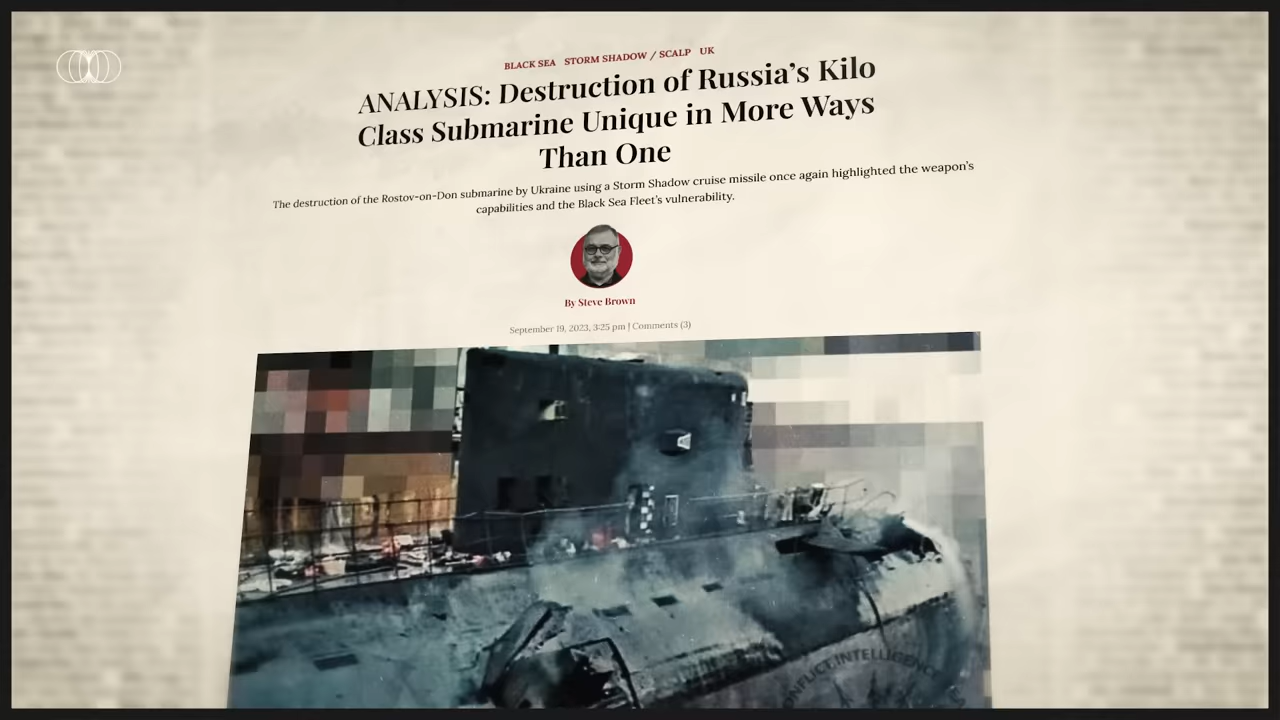 BLACK SEA STORM SHADOW / SCALP UK
ANALYSIS: Destruction of Russia's Kilo
Class Submarine Unique in More Ways
Than One
The destruction of the Rostov-on-Don submarine by Ukraine using a Storm Shadow cruise missile once again highlighted the weapon's
capabilities and the Black Sea Fleet's vulnerability.
By Steve Brown
September 19, 2023, 3:25 pm | Comments (3)
CONFLICT INTELLIGENCE